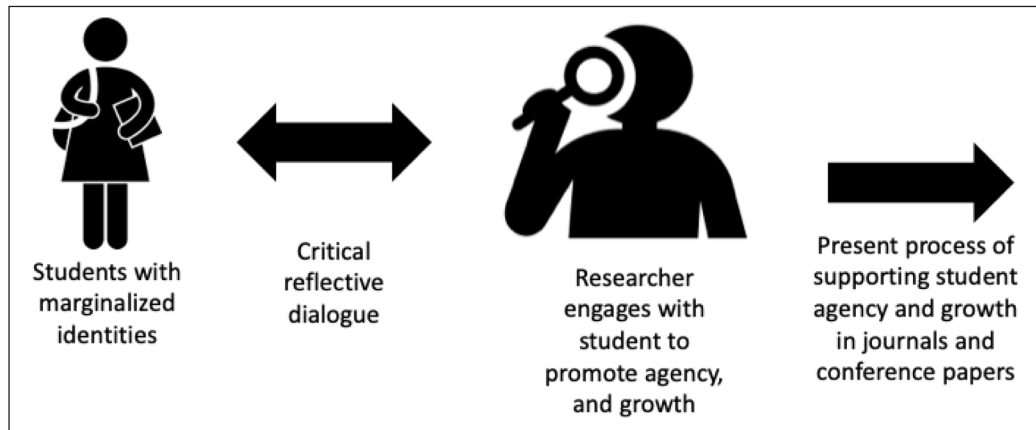 Students with
marginalized
identities
Critical
reflective
dialogue
Researcher
engages with
student to
promote agency,
and growth
Present process of
supporting student
agency and growth
in journals and
conference papers